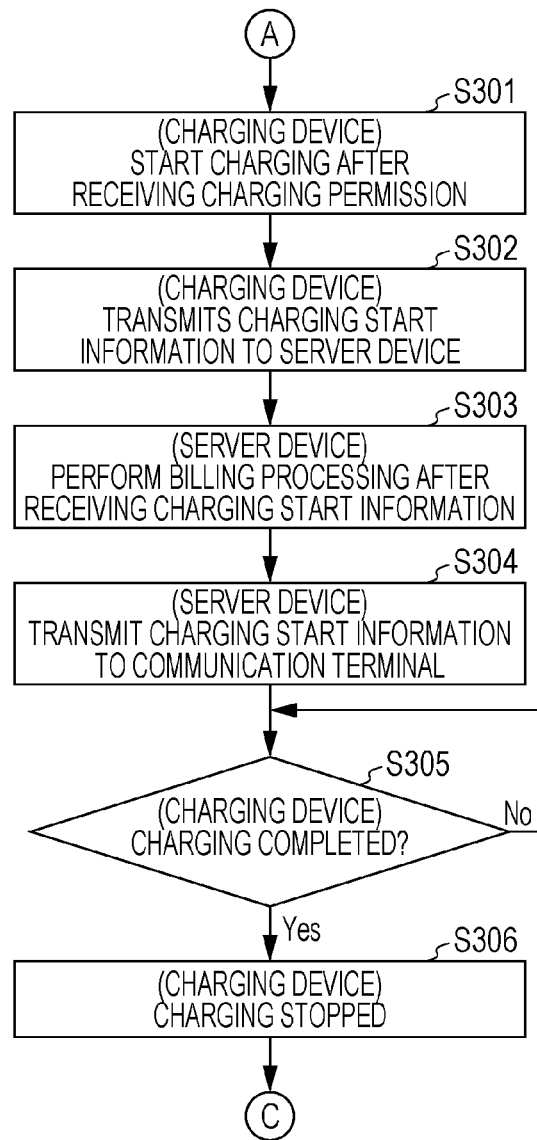 A
S301
(CHARGING DEVICE)
START CHARGING AFTER
RECEIVING CHARGING PERMISSION
S302
(CHARGING DEVICE)
TRANSMITS CHARGING START
INFORMATION TO SERVER DEVICE
S303
(SERVER DEVICE)
PERFORM BILLING PROCESSING AFTER
RECEIVING CHARGING START INFORMATION
S304
(SERVER DEVICE)
TRANSMIT CHARGING START INFORMATION
TO COMMUNICATION TERMINAL
S305
(CHARGING DEVICE)
CHARGING COMPLETED?
No
Yes
S306
(CHARGING DEVICE)
CHARGING STOPPED
C